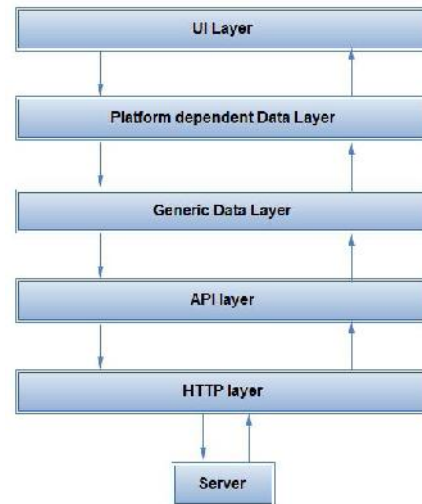 UI Layer
Platform dependent Data Layer
Generic Data Layer
API layer
HTTP layer
Server